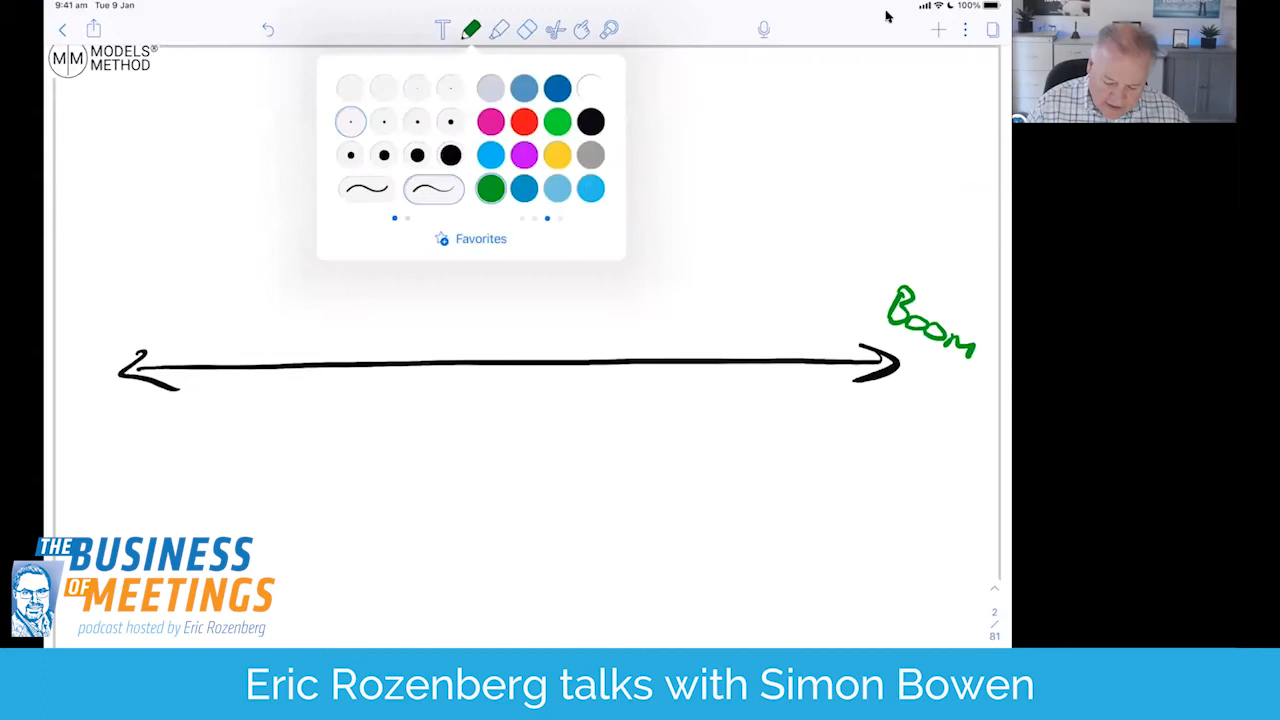 9:41 am Tue 9 Jan
100%
MM MODELS®
METHOD
T
Favorites
BOOM
THE BUSINESS
OF MEETINGS
podcast hosted by Eric Rozenberg
2
/
81
Eric Rozenberg talks with Simon Bowen